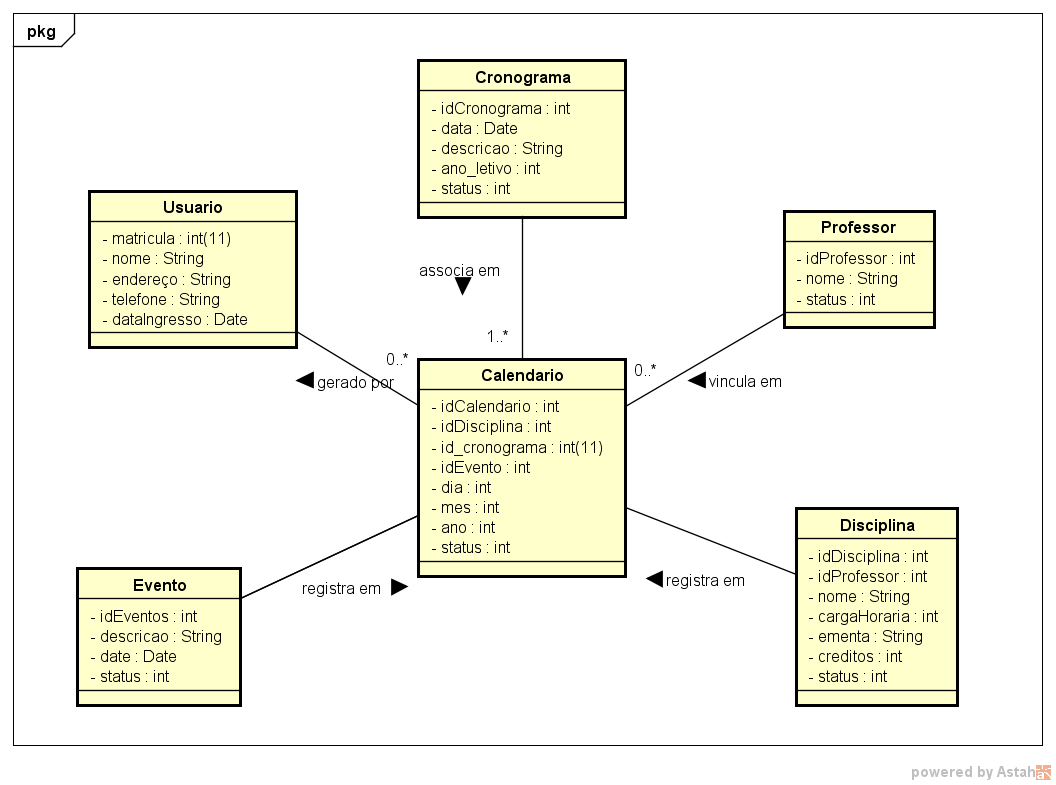 pkg
Cronograma
- idCronograma : int
- data : Date
- descricao : String
- ano_letivo : int
- status : int
Usuario
- matricula : int(11)
- nome : String
- endereço : String
- telefone : String
- dataIngresso : Date
Professor
- idProfessor : int
- nome : String
- status : int
associa em
1..*
0..*
gerado por
0..*
vincula em
Calendario
- idCalendario : int
- idDisciplina : int
- id_cronograma : int(11)
- idEvento : int
- dia : int
- mes : int
- ano : int
- status : int
registra em
registra em
Evento
- idEventos : int
- descricao : String
- date : Date
- status : int
Disciplina
- idDisciplina : int
- idProfessor : int
- nome : String
- cargaHoraria : int
- ementa : String
- creditos : int
- status : int
powered by Astah